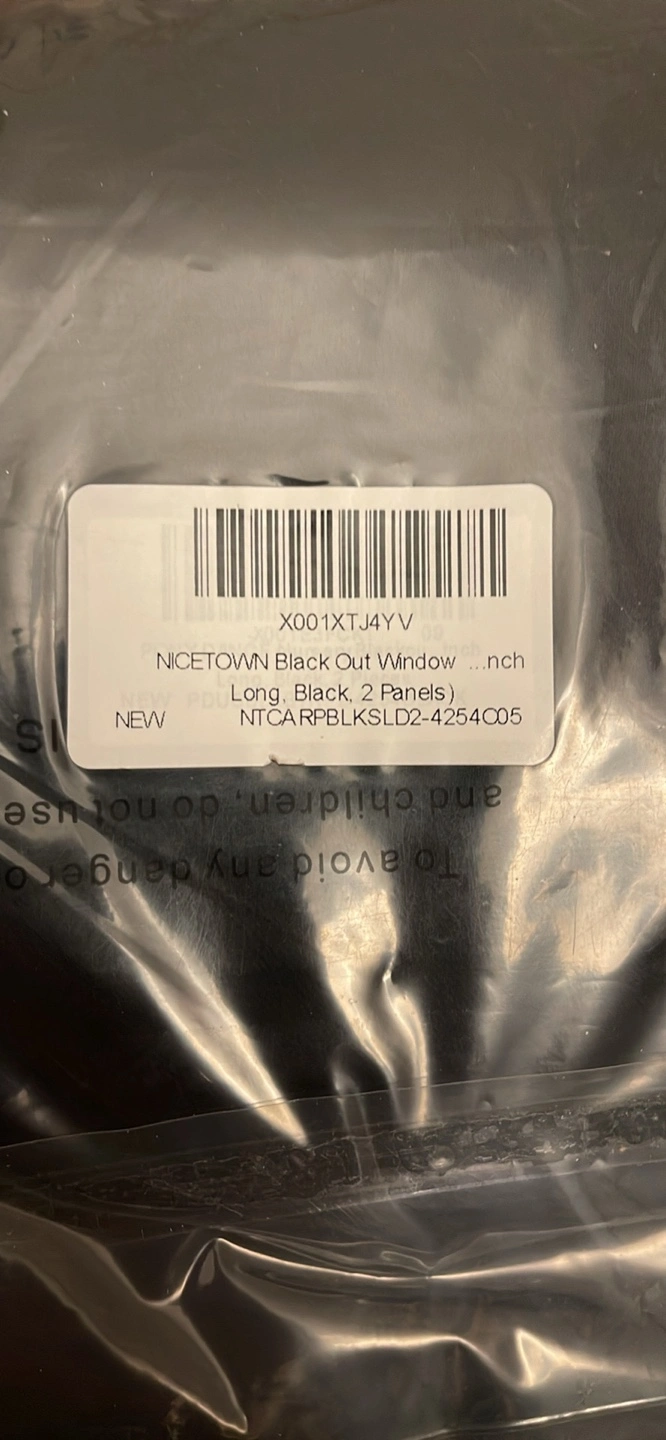 X001XTJ4YV
NICETOWN Black Out Window ...nch
Long, Black, 2 Panels)
NEW NTCARPBLKSLD2-4254C05
To avoid any danger o
and children, do not use
IS